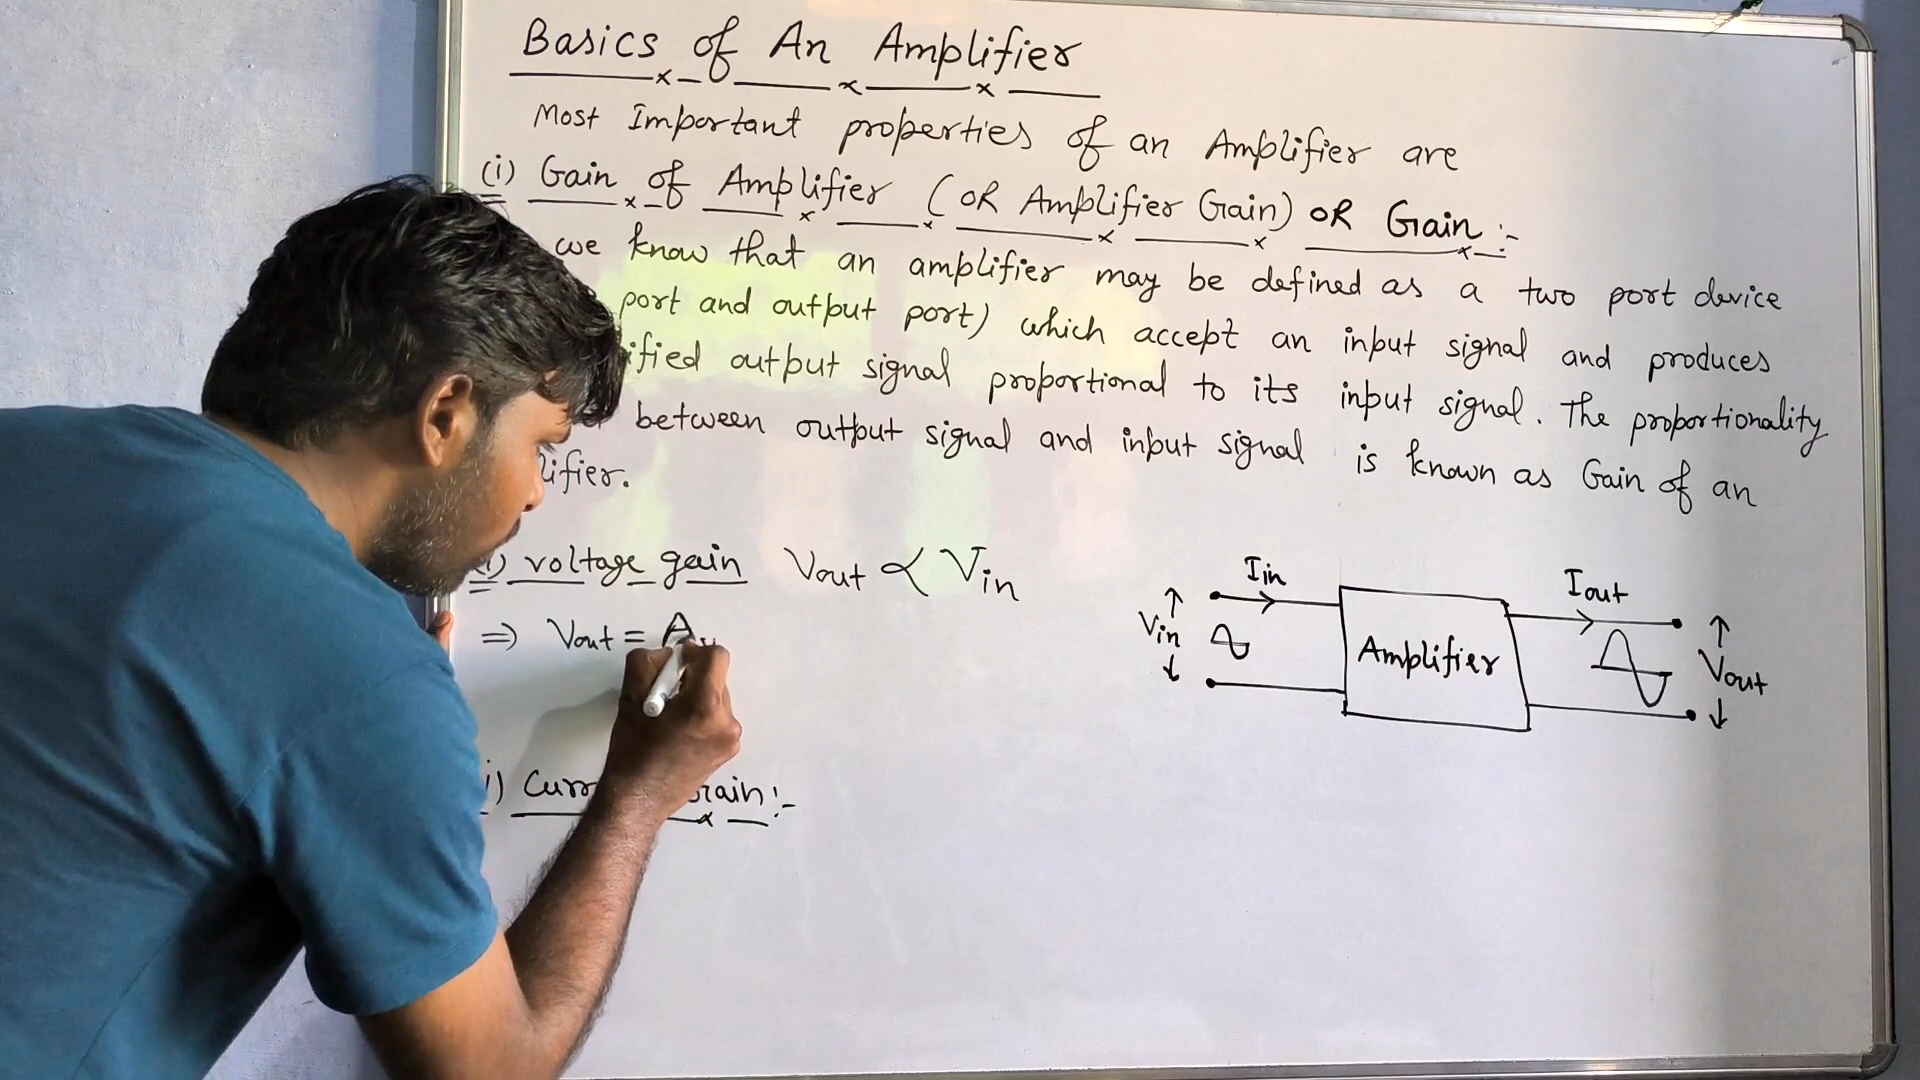 Basics of An Amplifier
Most Important properties of an Amplifier are
(i) Gain of Amplifier (OR Amplifier Gain) OR Gain :-
we know that an amplifier may be defined as a two port device
port and output port) which accept an input signal and produces
ified output signal proportional to its input signal. The proportionality
between output signal and input signal is known as Gain of an
lifier.
voltage gain Vout ∝ Vin
⇒ Vout = A
i) Curr ain :-
Iin
Vin
Amplifier
Iout
Vout